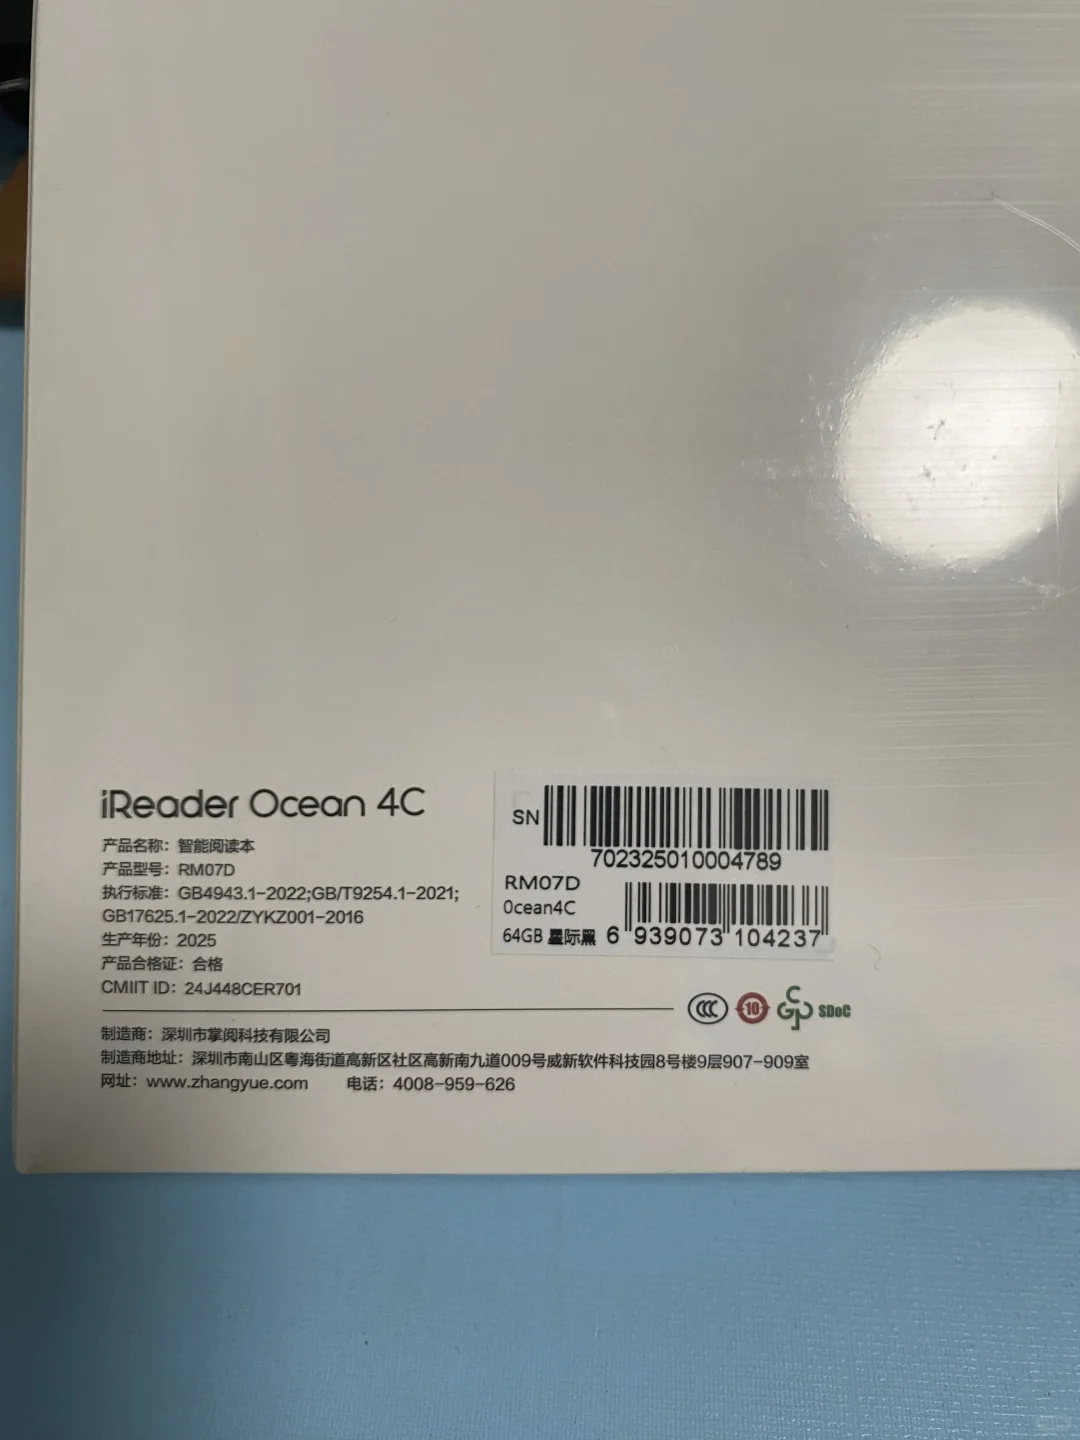 iReader Ocean 4C
产品名称：智能阅读本
产品型号：RM07D
执行标准：GB4943.1-2022;GB/T9254.1-2021;
GB17625.1-2022/ZYKZ001-2016
生产年份：2025
产品合格证：合格
CMIIT ID：24J448CER701
SN
702325010004789
RM07D
Ocean4C
64GB 星际黑
6 939073 104237
CCC
10
SDoC
制造商：深圳市掌阅科技有限公司
制造商地址：深圳市南山区粤海街道高新区社区高新南九道009号威新软件科技园8号楼9层907-909室
网址：www.zhangyue.com 电话：4008-959-626